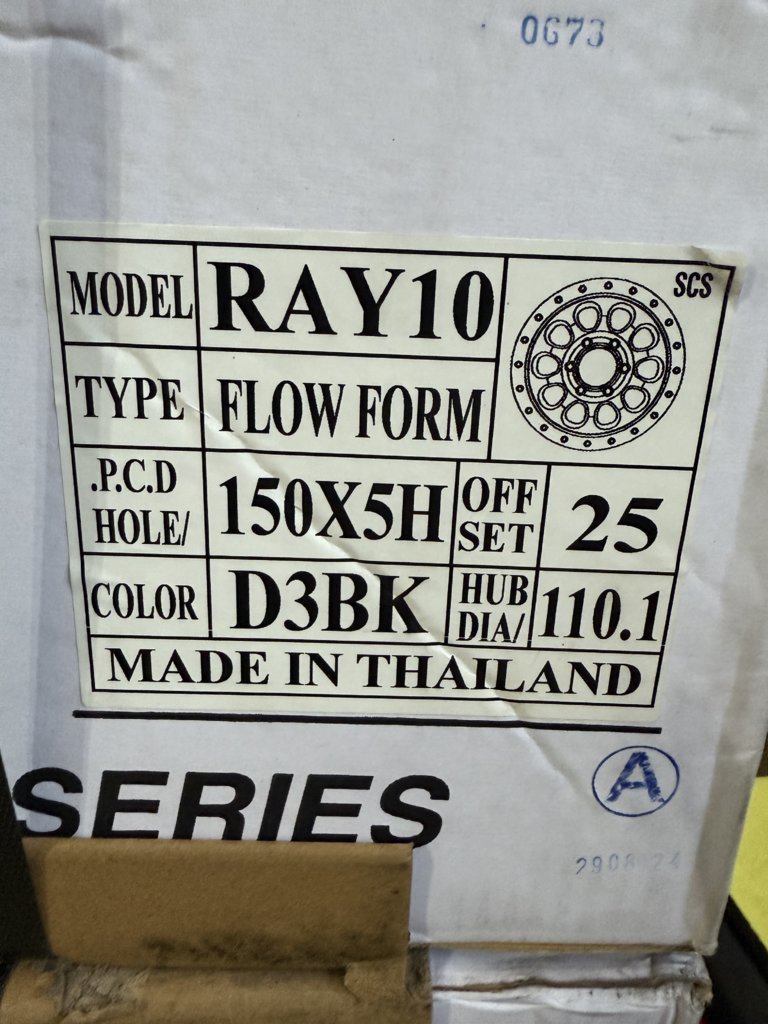 0673
MODEL RAY10
SCS
TYPE FLOW FORM
.P.C.D HOLE/ 150X5H OFF SET 25
COLOR D3BK HUB DIA/ 110.1
MADE IN THAILAND
SERIES
A